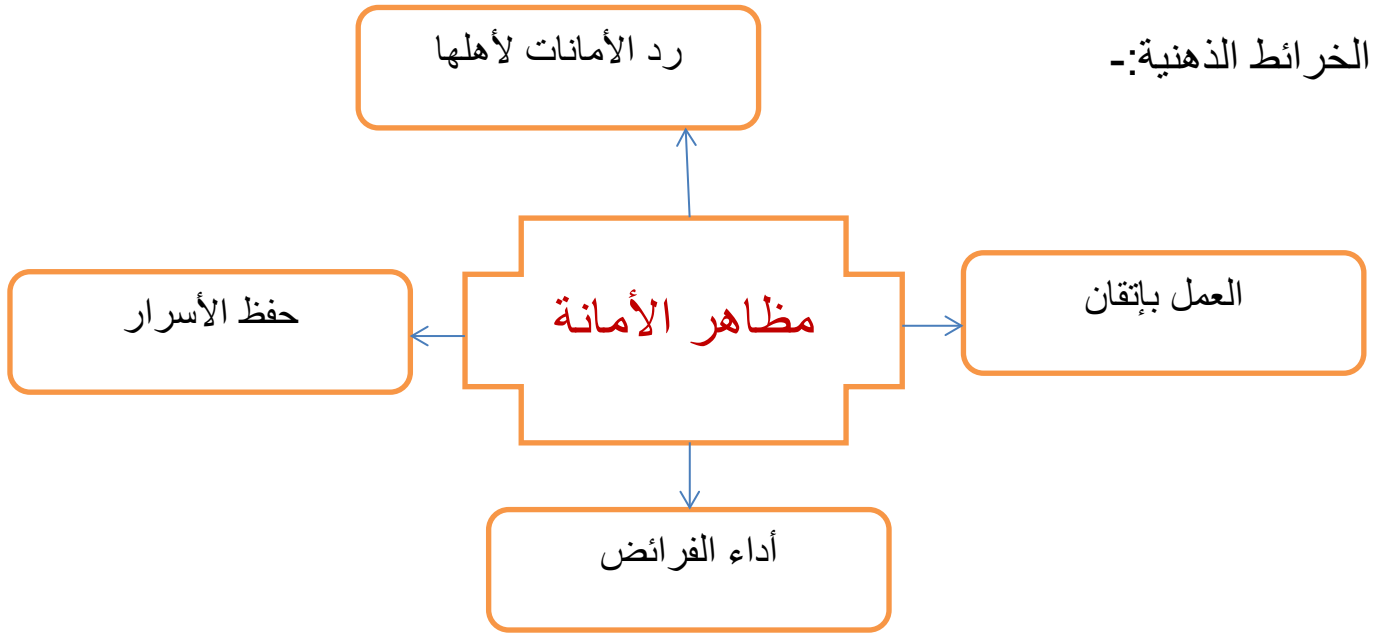 الخرائط الذهنية:-
رد الأمانات لأهلها
العمل بإتقان
مظاهر الأمانة
حفظ الأسرار
أداء الفرائض